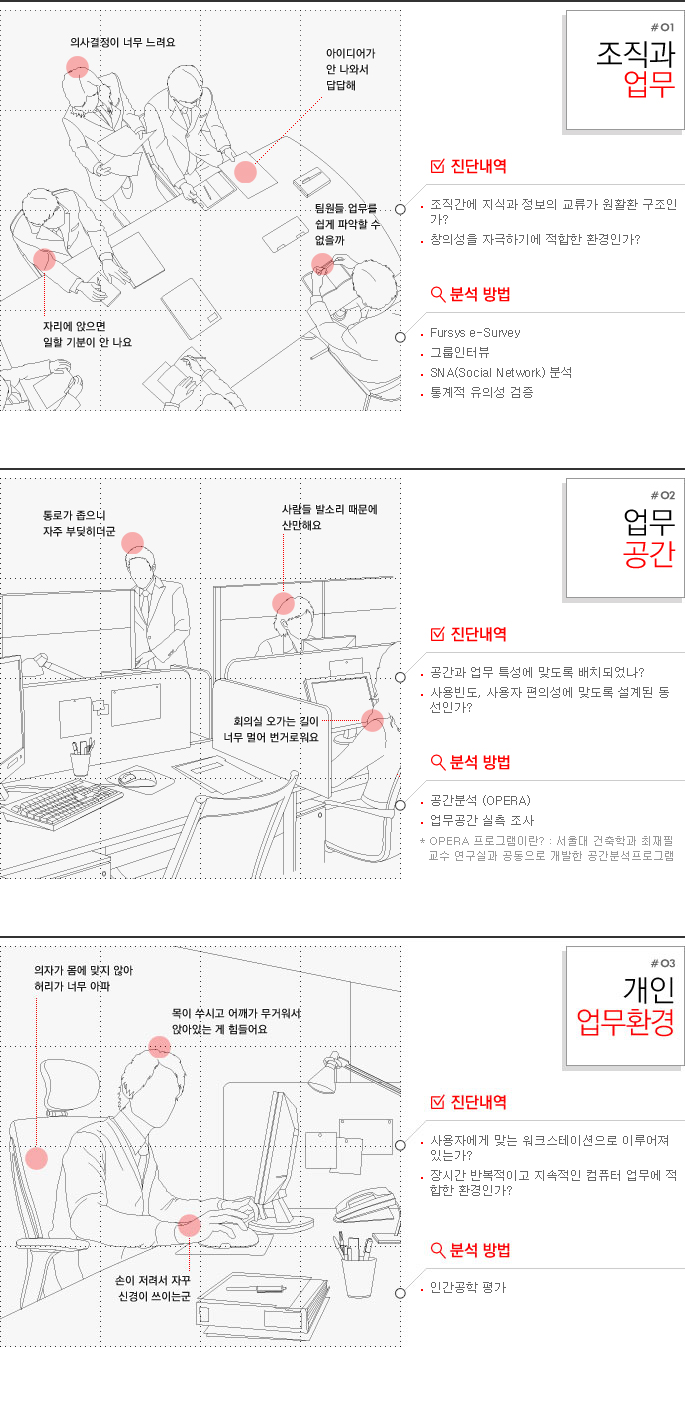 #01
조직과
업무
의사결정이 너무 느려요
아이디어가
안 나와서
답답해
팀원들 업무를
쉽게 파악할 수
없을까
자리에 앉으면
일할 기분이 안 나요
진단내역
조직간에 지식과 정보의 교류가 원활환 구조인
가?
창의성을 자극하기에 적합한 환경인가?
분석 방법
Fursys e-Survey
그룹인터뷰
SNA(Social Network) 분석
통계적 유의성 검증
#02
업무
공간
통로가 좁으니
자주 부딪히더군
사람들 발소리 때문에
산만해요
회의실 오가는 길이
너무 멀어 번거로워요
진단내역
공간과 업무 특성에 맞도록 배치되었나?
사용빈도, 사용자 편의성에 맞도록 설계된 동
선인가?
분석 방법
공간분석 (OPERA)
업무공간 실측 조사
* OPERA 프로그램이란? : 서울대 건축학과 최재필
교수 연구실과 공동으로 개발한 공간분석프로그램
#03
개인
업무환경
의자가 몸에 맞지 않아
허리가 너무 아파
목이 쑤시고 어깨가 무거워서
앉아있는 게 힘들어요
손이 저려서 자꾸
신경이 쓰이는군
진단내역
사용자에게 맞는 워크스테이션으로 이루어져
있는가?
장시간 반복적이고 지속적인 컴퓨터 업무에 적
합한 환경인가?
분석 방법
인간공학 평가